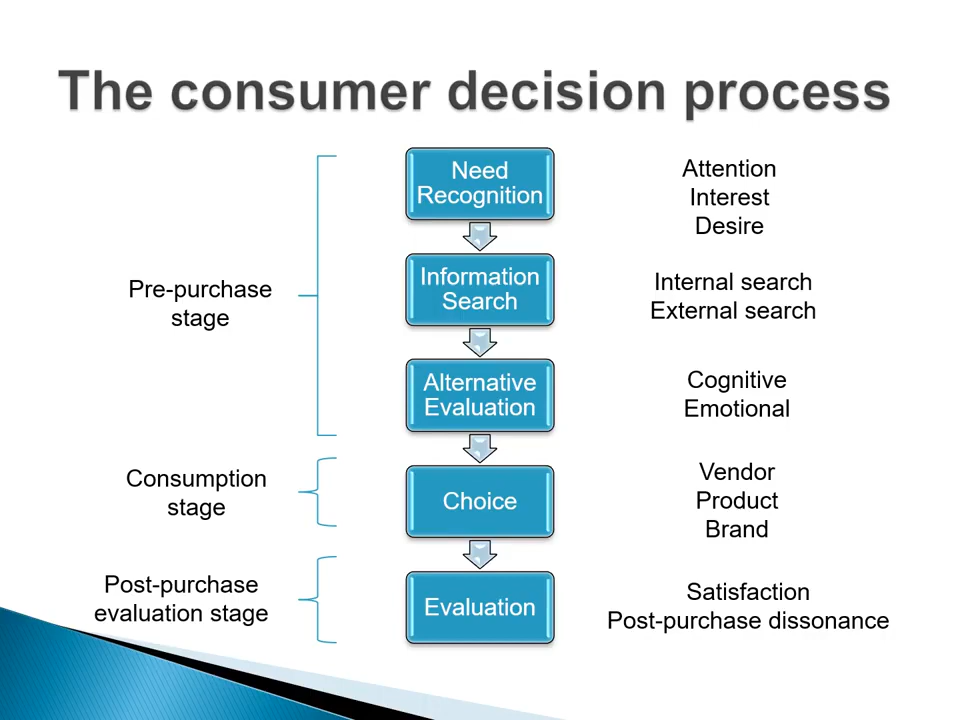 The consumer decision process
Need
Recognition
Attention
Interest
Desire
Pre-purchase
stage
Information
Search
Internal search
External search
Alternative
Evaluation
Cognitive
Emotional
Consumption
stage
Choice
Vendor
Product
Brand
Post-purchase
evaluation stage
Evaluation
Satisfaction
Post-purchase dissonance